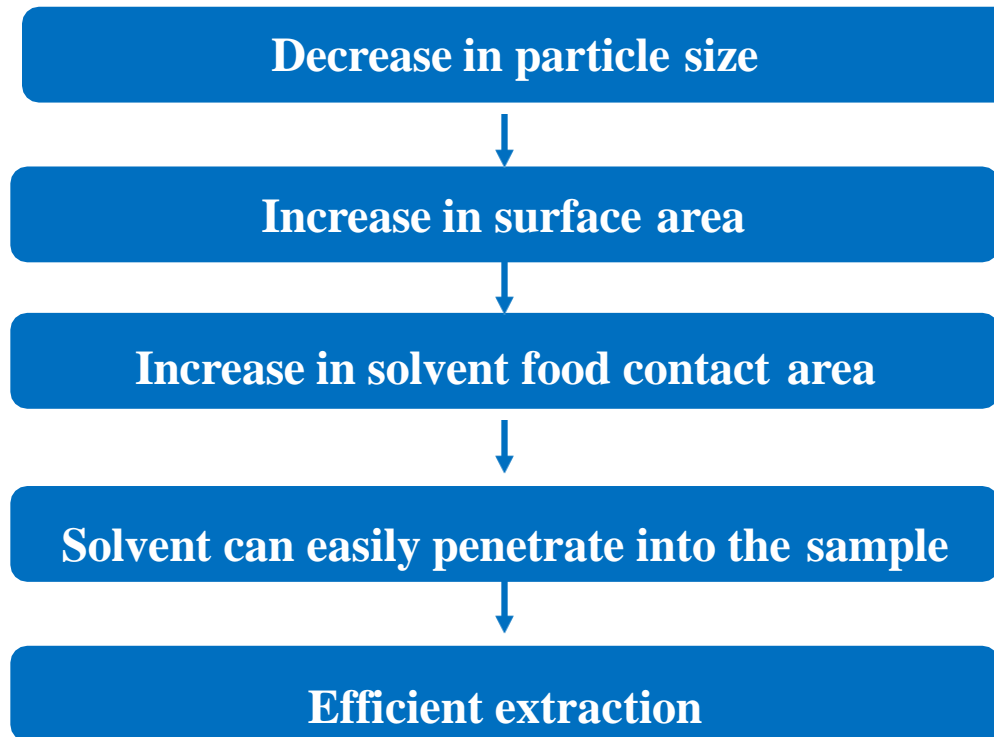 Decrease in particle size
Increase in surface area
Increase in solvent food contact area
Solvent can easily penetrate into the sample
Efficient extraction